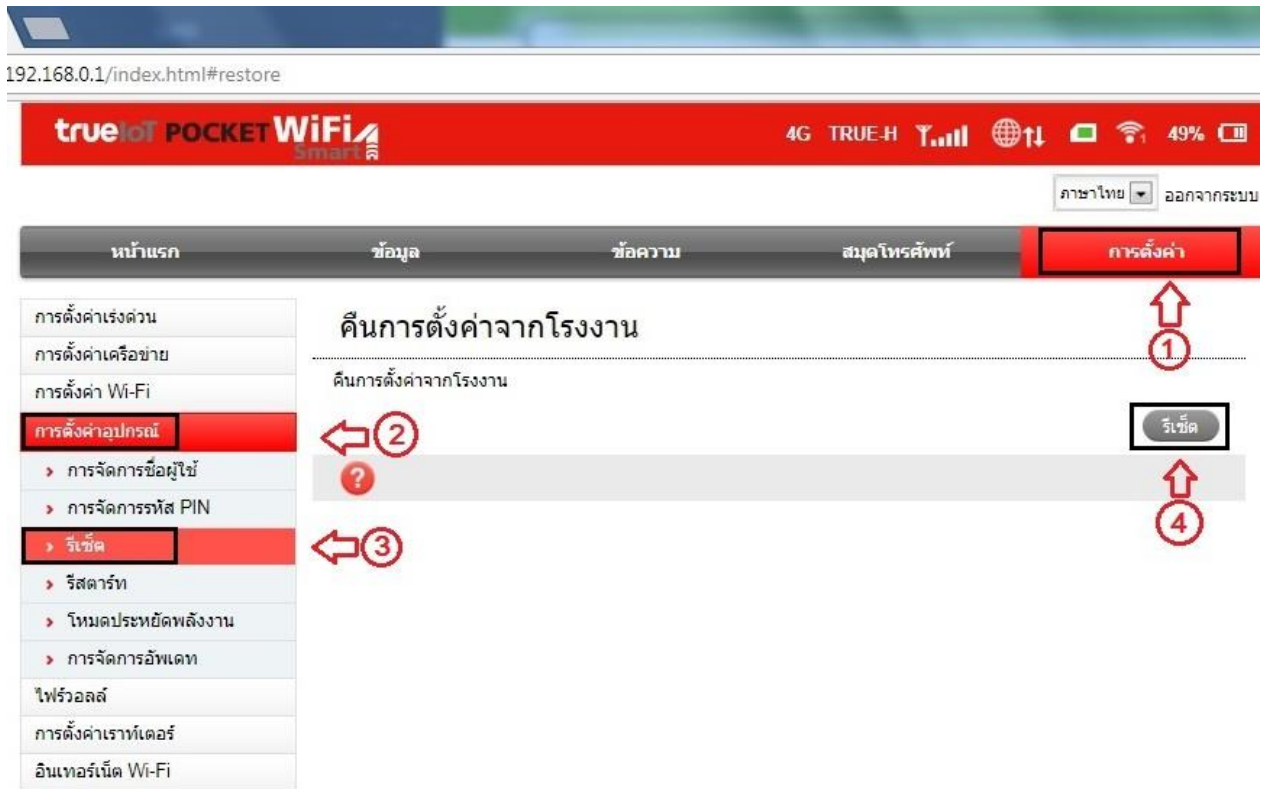 192.168.0.1/index.html#restore
trueIoT POCKET WiFi
Smart
4G TRUE-H 1 49%
ภาษาไทย ออกจากระบบ
หน้าแรก ข้อมูล ข้อความ สมุดโทรศัพท์ การตั้งค่า
1
การตั้งค่าเร่งด่วน
การตั้งค่าเครือข่าย
การตั้งค่า Wi-Fi
การตั้งค่าอุปกรณ์
2
การจัดการชื่อผู้ใช้
การจัดการรหัส PIN
รีเซ็ต
3
รีสตาร์ท
โหมดประหยัดพลังงาน
การจัดการอัพเดท
ไฟร์วอลล์
การตั้งค่าเราท์เตอร์
อินเทอร์เน็ต Wi-Fi
คืนการตั้งค่าจากโรงงาน
คืนการตั้งค่าจากโรงงาน
รีเซ็ต
?
4